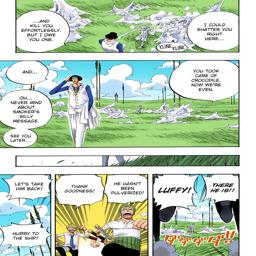 I COULD
SHATTER YOU
RIGHT
HERE...
...AND
KILL YOU
EFFORTLESSLY.
BUT I OWE
YOU ONE.
YOU TOOK
CARE OF
CROCODILE.
NOW WE'RE
EVEN.
AND...
OH...
NEVER MIND
ABOUT
SMOKER'S
SILLY
MESSAGE.
SEE YOU
LATER...
THERE
HE IS!!
LUFFY!
HE HASN'T
BEEN
PULVERIZED!
THANK
GOODNESS!
LET'S TAKE
HIM BACK!
HURRY TO
THE SHIP!